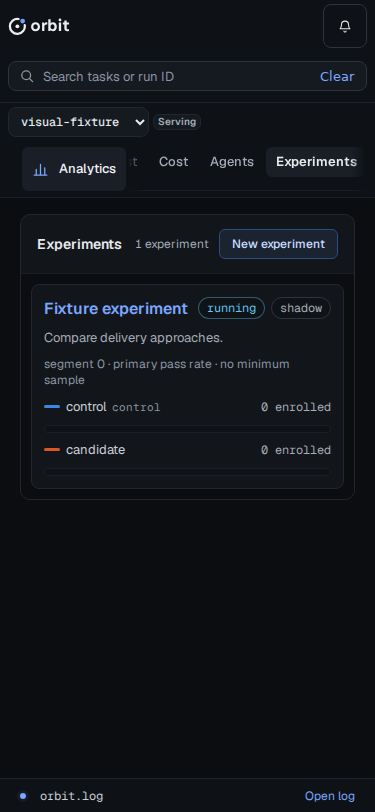 orbit
Search tasks or run ID Clear
visual-fixture Serving
Analytics Cost Agents Experiments
Experiments 1 experiment New experiment
Fixture experiment running shadow
Compare delivery approaches.
segment 0 · primary pass rate · no minimum
sample
control control 0 enrolled
candidate 0 enrolled
orbit.log Open log